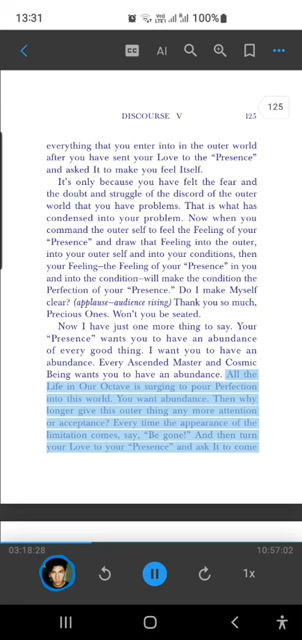 13:31
100%
CC
AI
125
DISCOURSE V 125
everything that you enter into in the outer world
after you have sent your Love to the “Presence”
and asked It to make you feel Itself.
It’s only because you have felt the fear and
the doubt and struggle of the discord of the outer
world that you have problems. That is what has
condensed into your problem. Now when you
command the outer self to feel the Feeling of your
“Presence” and draw that Feeling into the outer,
into your outer self and into your conditions, then
your Feeling–the Feeling of your “Presence” in you
and into the condition–will make the condition the
Perfection of your “Presence.” Do I make Myself
clear? (applause–audience rising) Thank you so much,
Precious Ones. Won’t you be seated.
Now I have just one more thing to say. Your
“Presence” wants you to have an abundance
of every good thing. I want you to have an
abundance. Every Ascended Master and Cosmic
Being wants you to have an abundance. All the
Life in Our Octave is surging to pour Perfection
into this world. You want abundance. Then why
longer give this outer thing any more attention
or acceptance? Every time the appearance of the
limitation comes, say, “Be gone!” And then turn
your Love to your “Presence” and ask It to come
03:18:28
10:57:02
1x